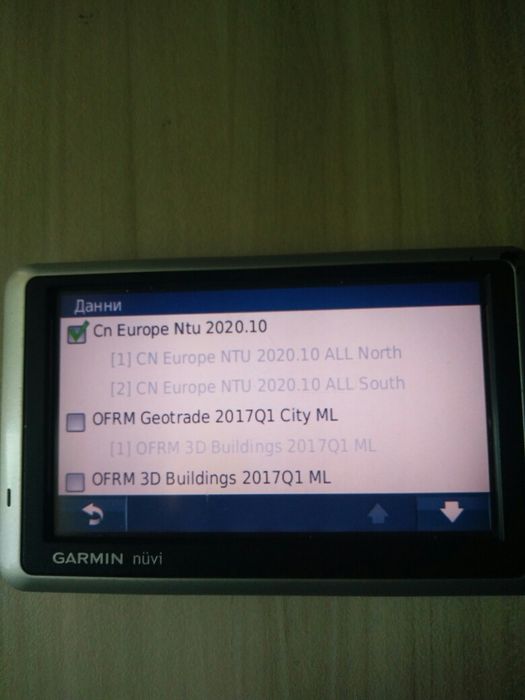 Данни
Cn Europe Ntu 2020.10
[1] CN Europe NTU 2020.10 ALL North
[2] CN Europe NTU 2020.10 ALL South
OFRM Geotrade 2017Q1 City ML
[1] OFRM 3D Buildings 2017Q1 ML
OFRM 3D Buildings 2017Q1 ML
GARMIN nüvi